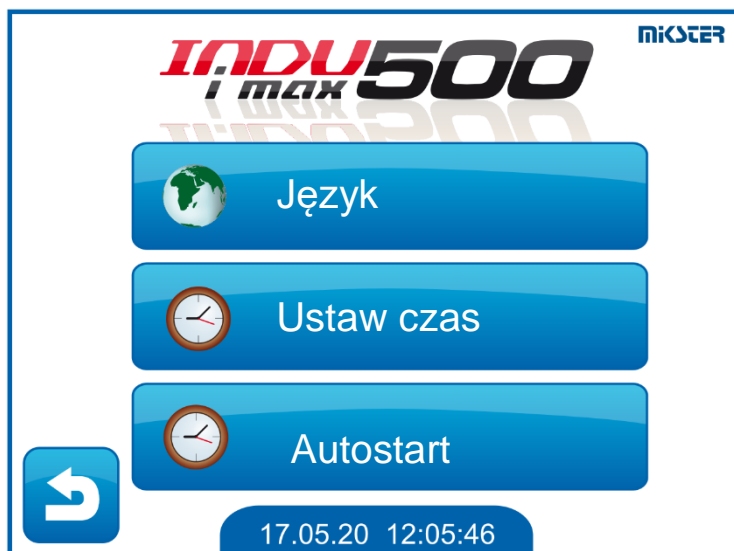 INDU 500
i max
MIKSTER
Język
Ustaw czas
Autostart
17.05.20 12:05:46